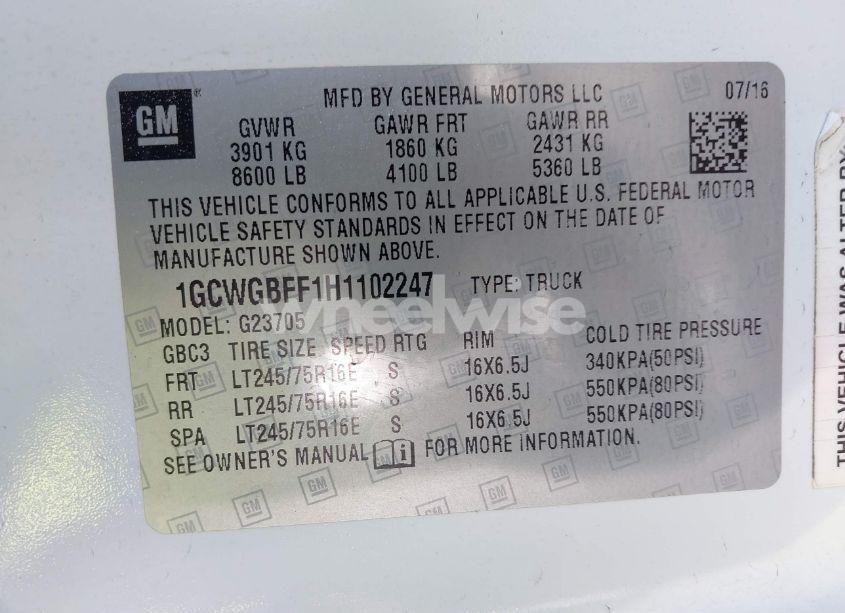 GM
MFD BY GENERAL MOTORS LLC 07/16
GVWR GAWR FRT GAWR RR
3901 KG 1860 KG 2431 KG
8600 LB 4100 LB 5360 LB
THIS VEHICLE CONFORMS TO ALL APPLICABLE U.S. FEDERAL MOTOR
VEHICLE SAFETY STANDARDS IN EFFECT ON THE DATE OF
MANUFACTURE SHOWN ABOVE.
1GCWGBFF1H1102247 TYPE: TRUCK
wheelwise
MODEL: G23705
GBC3 TIRE SIZE SPEED RTG RIM COLD TIRE PRESSURE
FRT LT245/75R16E S 16X6.5J 340KPA(50PSI)
RR LT245/75R16E S 16X6.5J 550KPA(80PSI)
SPA LT245/75R16E S 16X6.5J 550KPA(80PSI)
SEE OWNER'S MANUAL FOR MORE INFORMATION.
THIS VEHICLE WAS ALTER BY